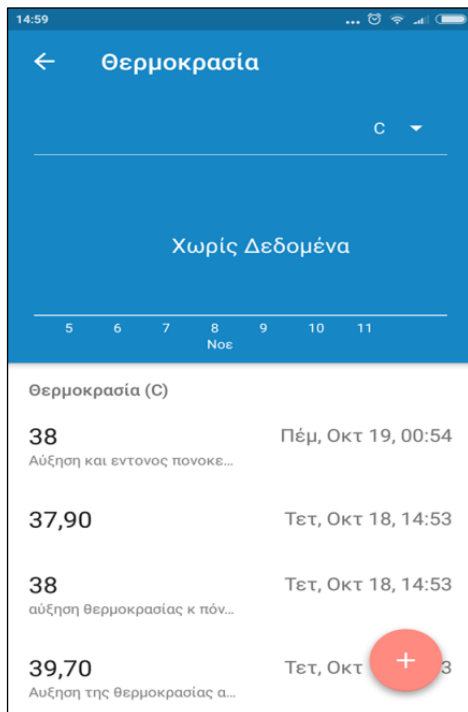 14:59
Θερμοκρασία
C
Χωρίς Δεδομένα
5 6 7 8 9 10 11
Νοε
Θερμοκρασία (C)
38 Πέμ, Οκτ 19, 00:54
Αύξηση και εντονος πονοκε...
37,90 Τετ, Οκτ 18, 14:53
38 Τετ, Οκτ 18, 14:53
αύξηση θερμοκρασίας κ πόν...
39,70 Τετ, Οκτ 3
Αυξηση της θερμοκρασίας α...